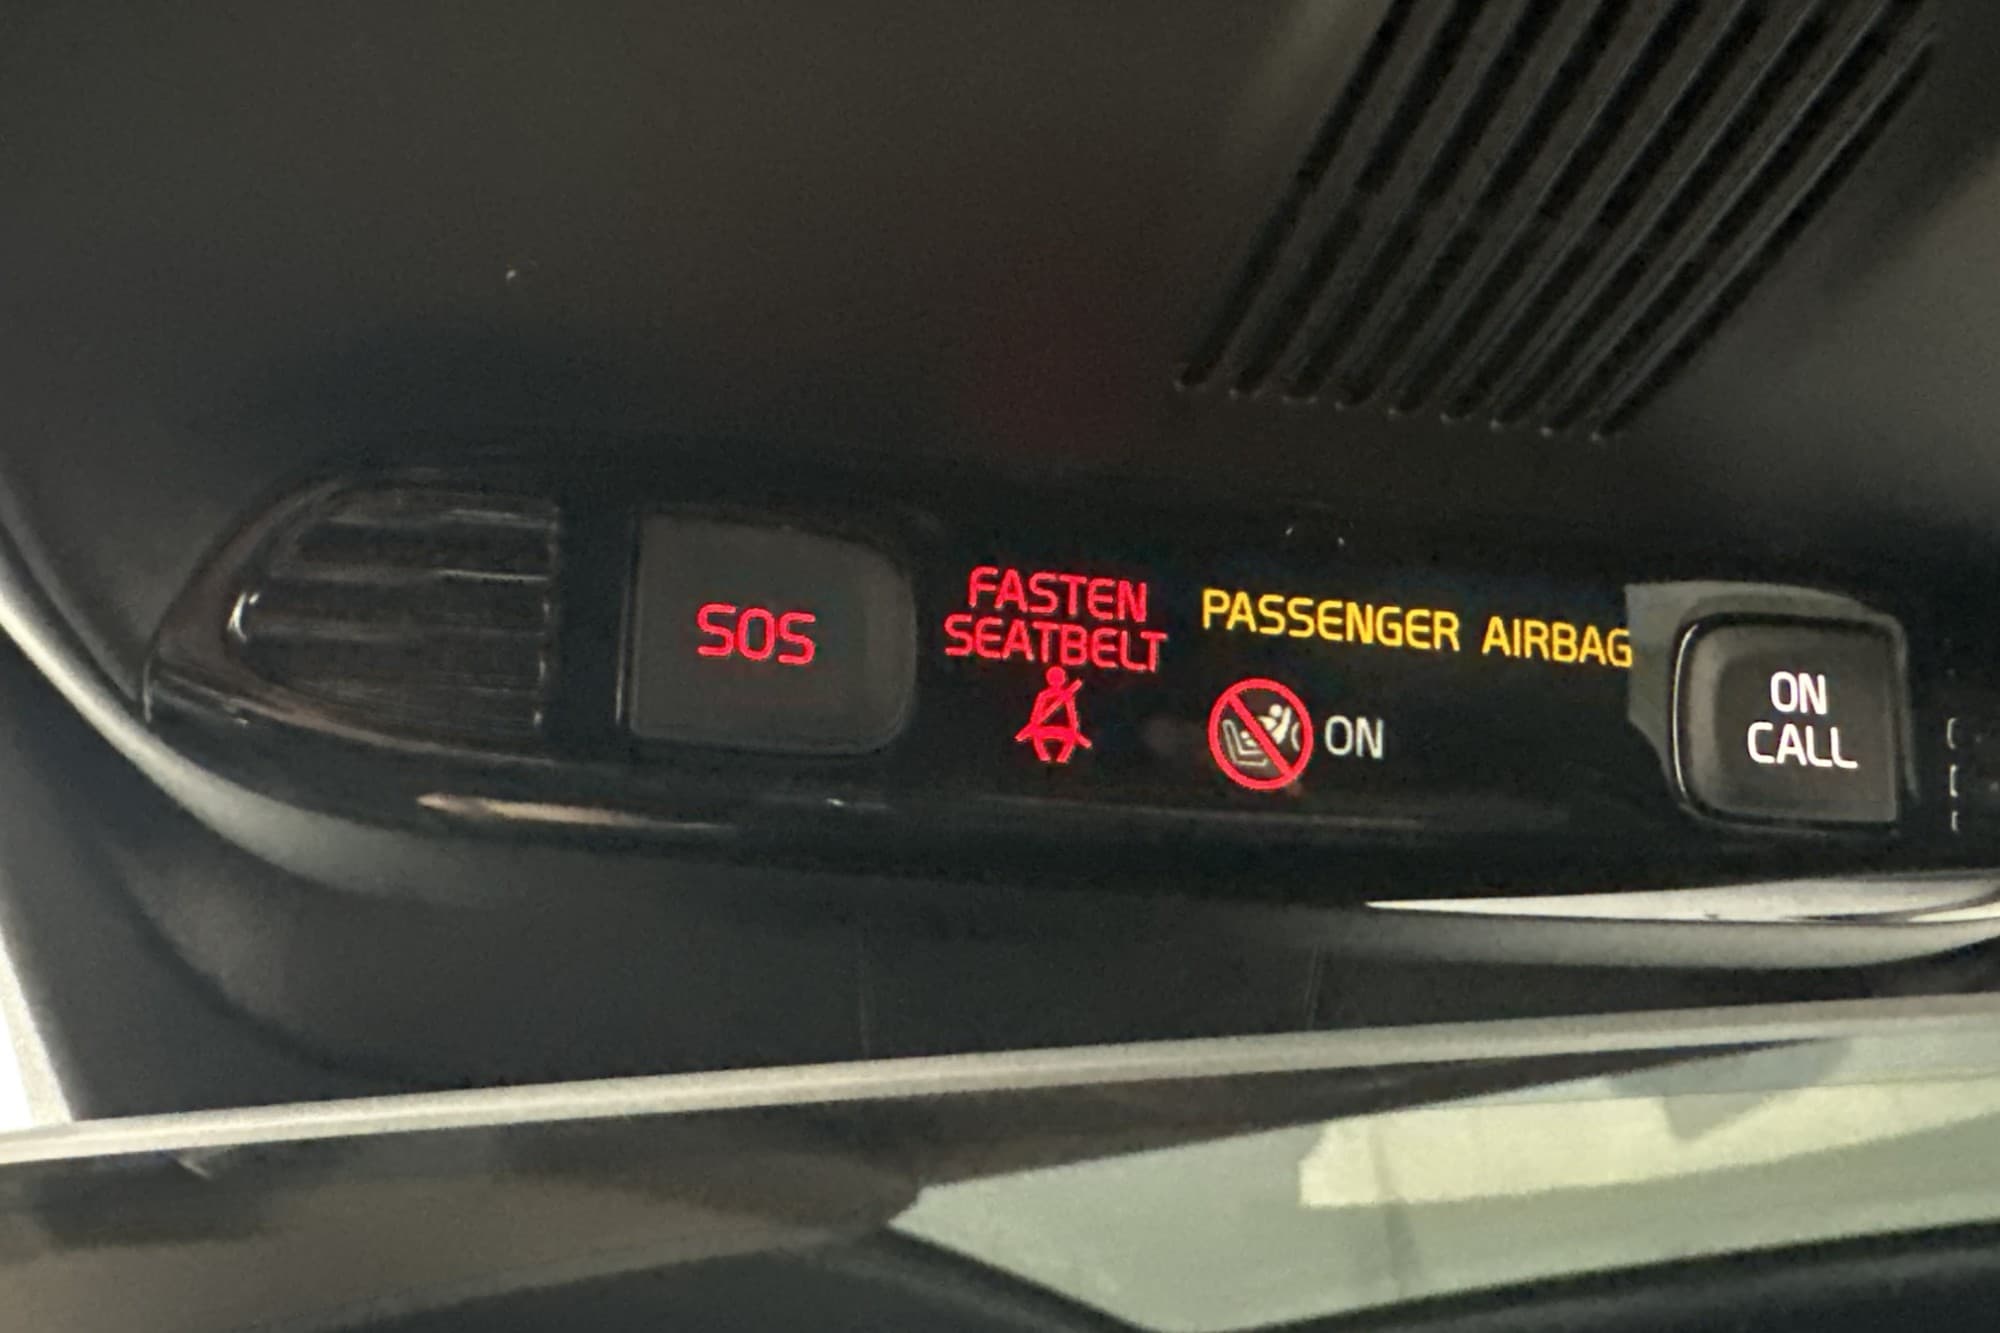 SOS
FASTEN
SEATBELT
PASSENGER AIRBAG
ON
ON
CALL